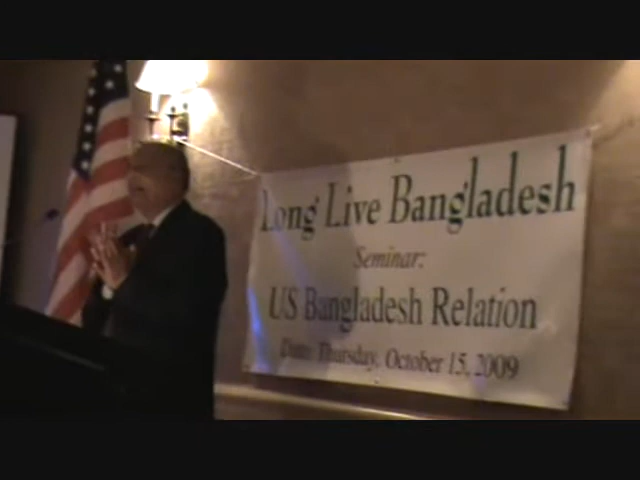 Long Live Bangladesh
Seminar:
US Bangladesh Relation
Date: Thursday, October 15, 2009